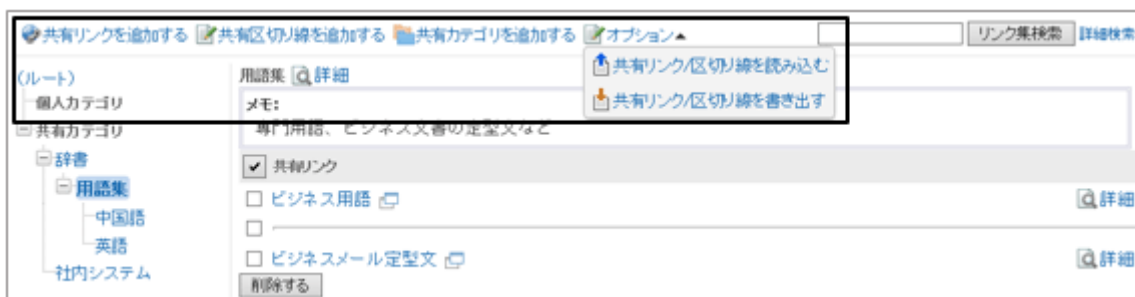 共有リンクを追加する 共有区切り線を追加する 共有カテゴリを追加する オプション▲ リンク集検索 詳細検索
共有リンク/区切り線を読み込む
共有リンク/区切り線を書き出す
(ルート)
個人カテゴリ
共有カテゴリ
辞書
用語集
中国語
英語
社内システム
用語集 詳細
メモ:
専門用語、ビジネス文書の定型文など
共有リンク
ビジネス用語 詳細
ビジネスメール定型文 詳細
削除する